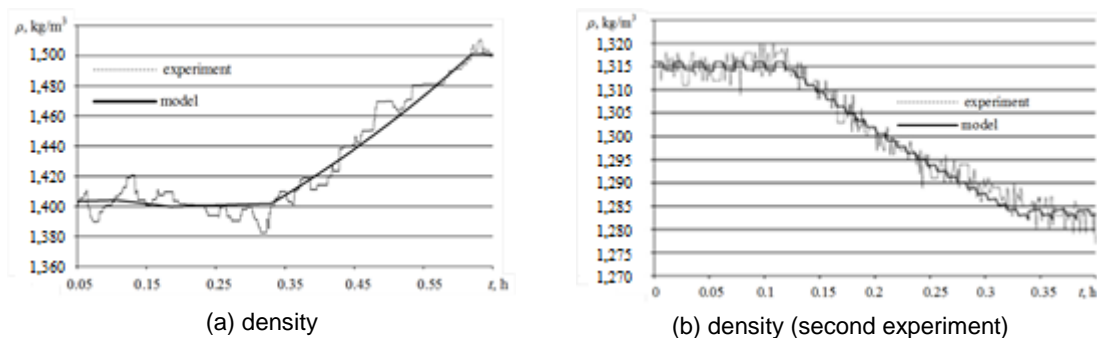 ρ, kg/m³
1,500
1,480
1,460
1,440
1,420
1,400
1,380
1,360
experiment
model
0.05 0.15 0.25 0.35 0.45 0.55 t, h
(a) density
ρ, kg/m³
1,320
1,315
1,310
1,305
1,300
1,295
1,290
1,285
1,280
1,275
1,270
experiment
model
0 0.05 0.1 0.15 0.2 0.25 0.3 0.35 t, h
(b) density (second experiment)